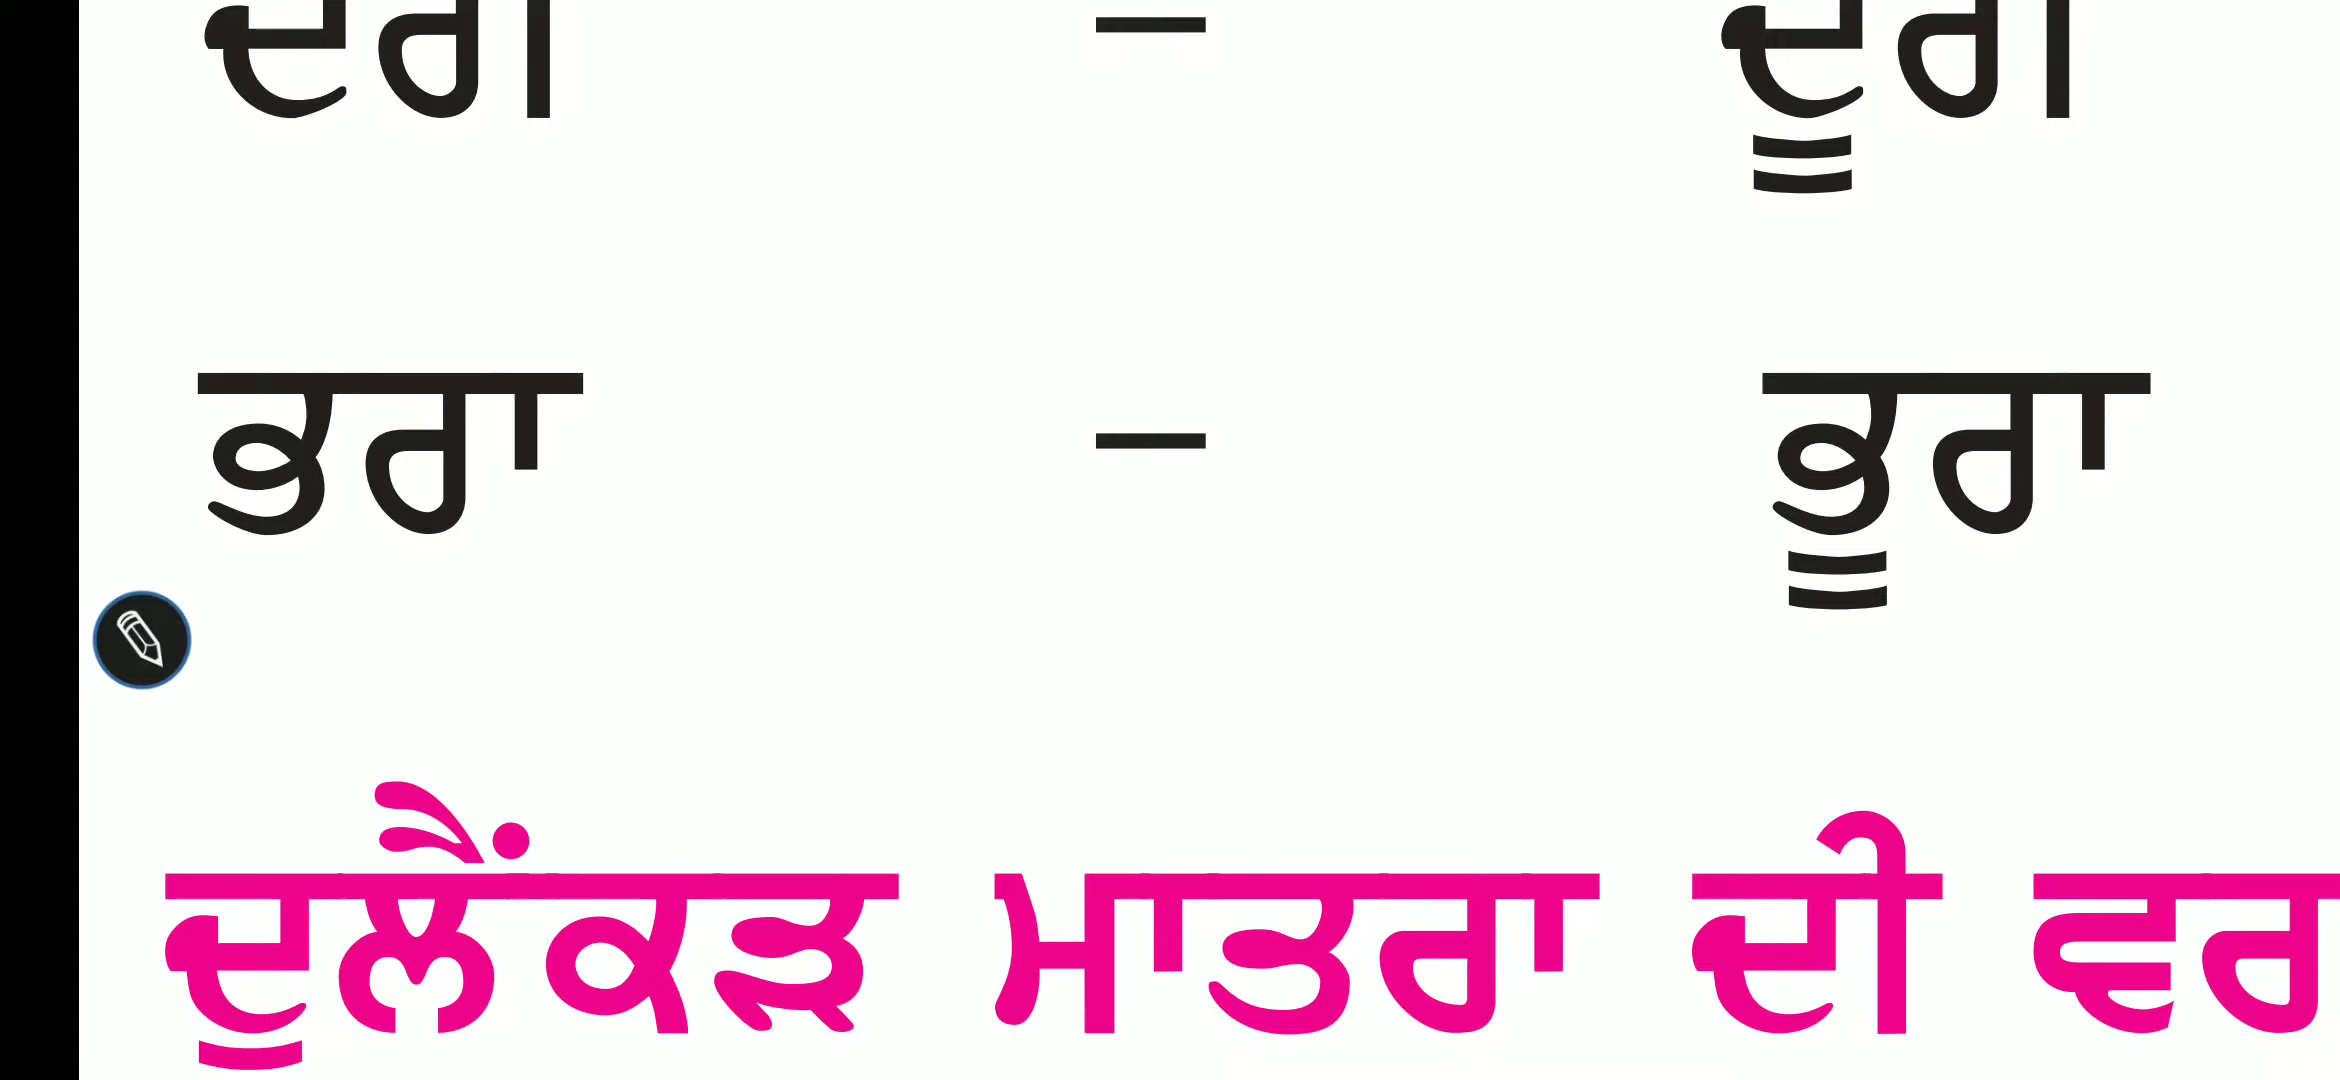 ਦਰੀ – ਦੂਰੀ
ਭਰਾ – ਭੂਰਾ
ਦੁਲੈਂਕੜ ਮਾਤਰਾ ਦੀ